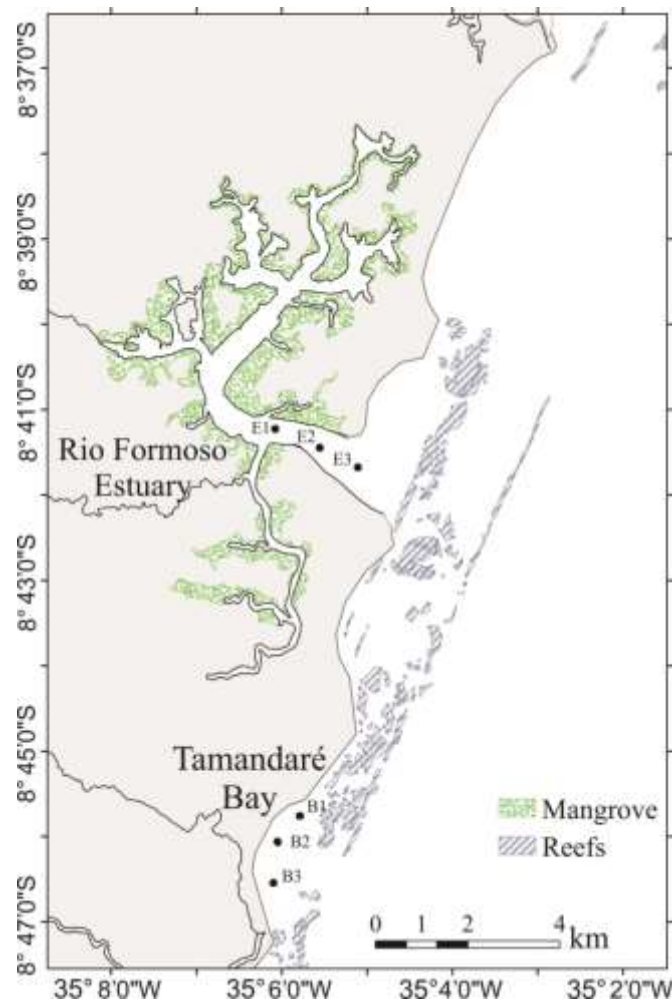 8° 37'0"S
8° 39'0"S
8° 41'0"S
8° 43'0"S
8° 45'0"S
8° 47'0"S
E1
E2
E3
Rio Formoso
Estuary
Tamandaré
Bay
B1
B2
B3
Mangrove
Reefs
0 1 2 4
km
35° 8'0"W 35° 6'0"W 35° 4'0"W 35° 2'0"W